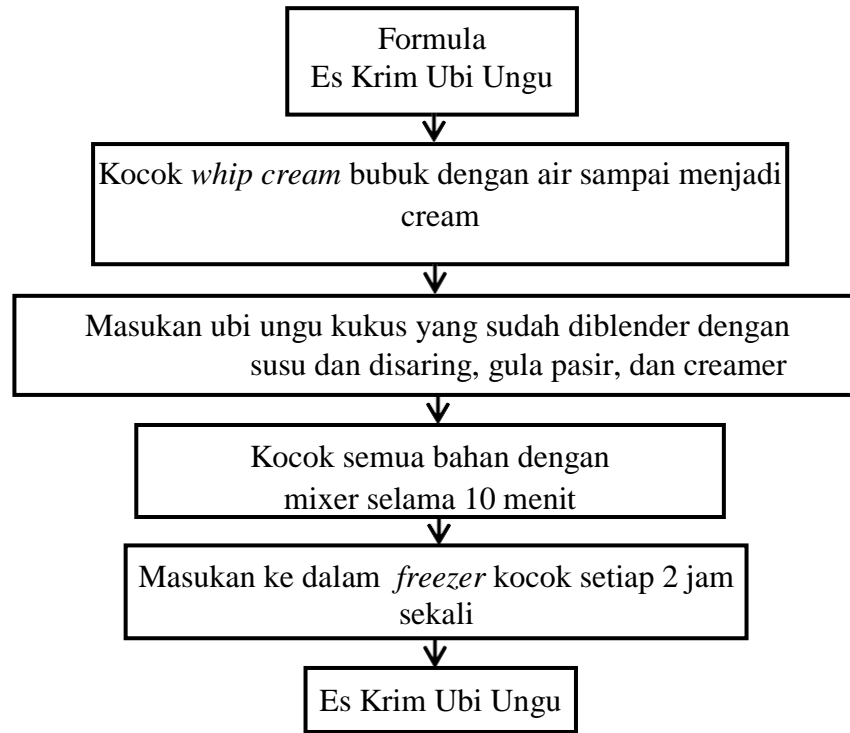 Formula
Es Krim Ubi Ungu
Kocok whip cream bubuk dengan air sampai menjadi
cream
Masukan ubi ungu kukus yang sudah diblender dengan
susu dan disaring, gula pasir, dan creamer
Kocok semua bahan dengan
mixer selama 10 menit
Masukan ke dalam freezer kocok setiap 2 jam
sekali
Es Krim Ubi Ungu